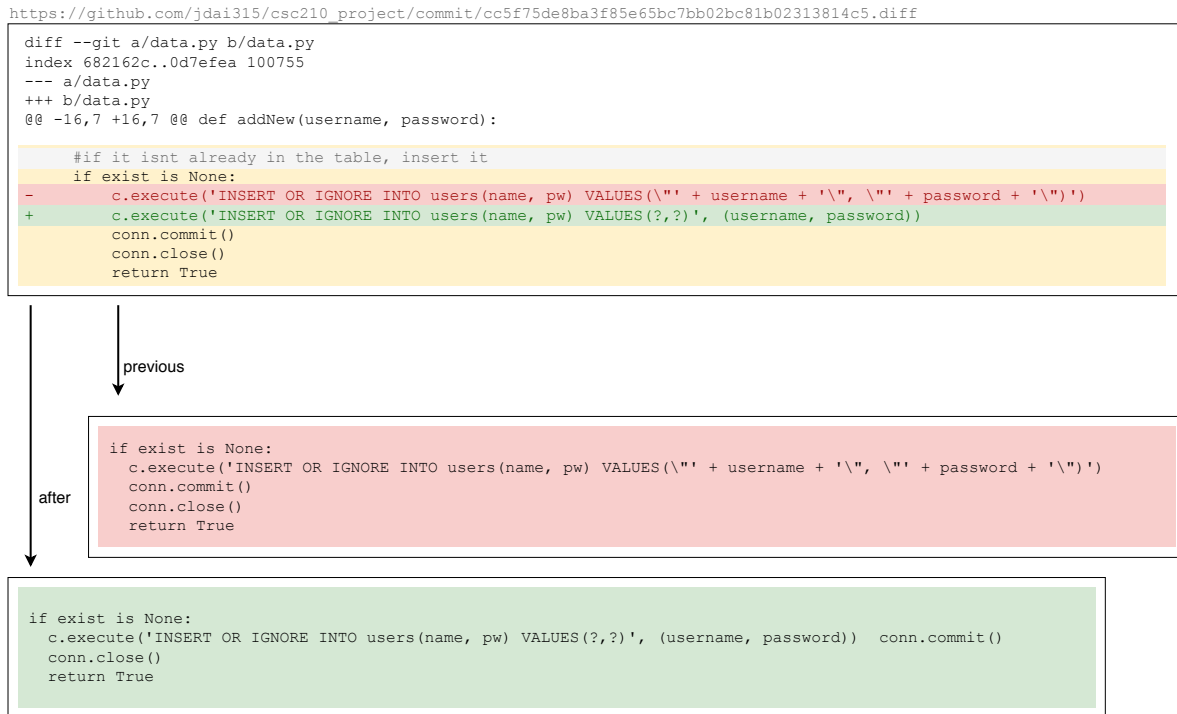 https://github.com/jdai315/csc210_project/commit/cc5f75de8ba3f85e65bc7bb02bc81b02313814c5.diff
diff --git a/data.py b/data.py
index 682162c..0d7efea 100755
--- a/data.py
+++ b/data.py
@@ -16,7 +16,7 @@ def addNew(username, password):
#if it isnt already in the table, insert it
if exist is None:
- c.execute('INSERT OR IGNORE INTO users(name, pw) VALUES(\"' + username + '\", \"' + password + '\")')
+ c.execute('INSERT OR IGNORE INTO users(name, pw) VALUES(?,?)', (username, password))
conn.commit()
conn.close()
return True
previous
if exist is None:
c.execute('INSERT OR IGNORE INTO users(name, pw) VALUES(\"' + username + '\", \"' + password + '\")')
conn.commit()
conn.close()
return True
after
if exist is None:
c.execute('INSERT OR IGNORE INTO users(name, pw) VALUES(?,?)', (username, password))  conn.commit()
conn.close()
return True